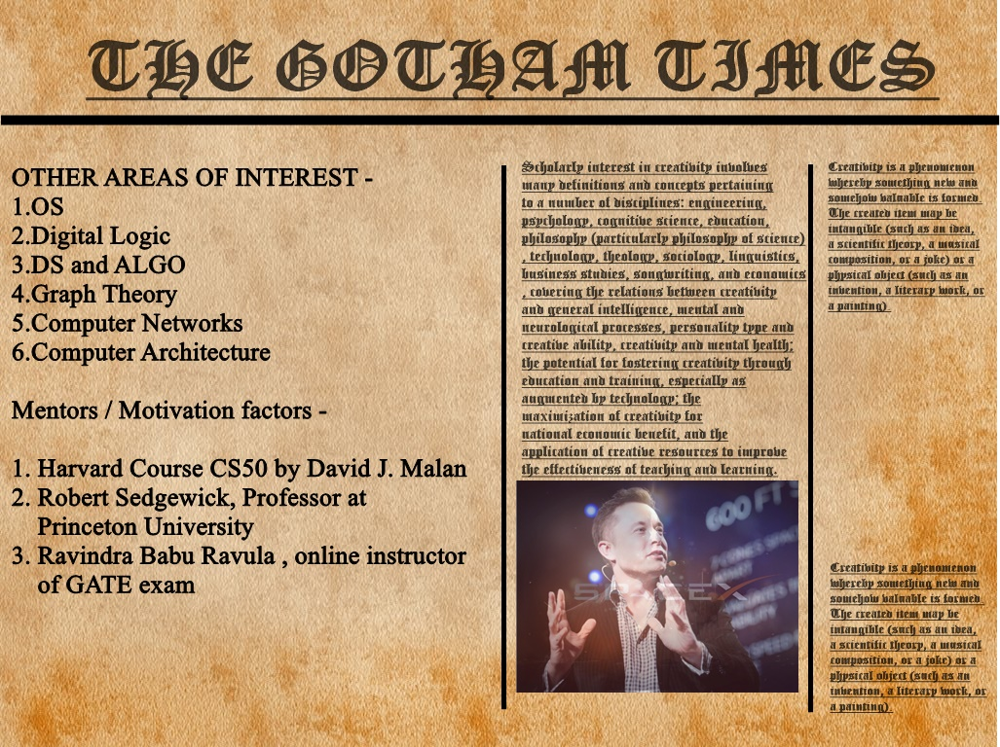 THE GOTHAM TIMES
OTHER AREAS OF INTEREST -
1.OS
2.Digital Logic
3.DS and ALGO
4.Graph Theory
5.Computer Networks
6.Computer Architecture
Mentors / Motivation factors -
1. Harvard Course CS50 by David J. Malan
2. Robert Sedgewick, Professor at
Princeton University
3. Ravindra Babu Ravula , online instructor
of GATE exam
Scholarly interest in creativity involves
many definitions and concepts pertaining
to a number of disciplines: engineering,
psychology, cognitive science, education,
philosophy (particularly philosophy of science)
, technology, theology, sociology, linguistics,
business studies, songwriting, and economics
, covering the relations between creativity
and general intelligence, mental and
neurological processes, personality type and
creative ability, creativity and mental health;
the potential for fostering creativity through
education and training, especially as
augmented by technology; the
maximization of creativity for
national economic benefit, and the
application of creative resources to improve
the effectiveness of teaching and learning.
600 FT
SPACEX
Creativity is a phenomenon
whereby something new and
somehow valuable is formed.
The created item may be
intangible (such as an idea,
a scientific theory, a musical
composition, or a joke) or a
physical object (such as an
invention, a literary work, or
a painting).
Creativity is a phenomenon
whereby something new and
somehow valuable is formed.
The created item may be
intangible (such as an idea,
a scientific theory, a musical
composition, or a joke) or a
physical object (such as an
invention, a literary work, or
a painting).